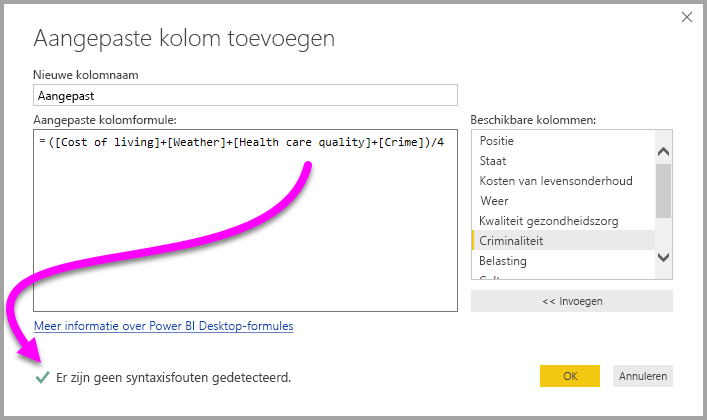 Aangepaste kolom toevoegen
Nieuwe kolomnaam
Aangepast
Aangepaste kolomformule:
=([Cost of living]+[Weather]+[Health care quality]+[Crime])/4
Beschikbare kolommen:
Positie
Staat
Kosten van levensonderhoud
Weer
Kwaliteit gezondheidszorg
Criminaliteit
Belasting
<< Invoegen
Meer informatie over Power BI Desktop-formules
Er zijn geen syntaxisfouten gedetecteerd.
OK
Annuleren